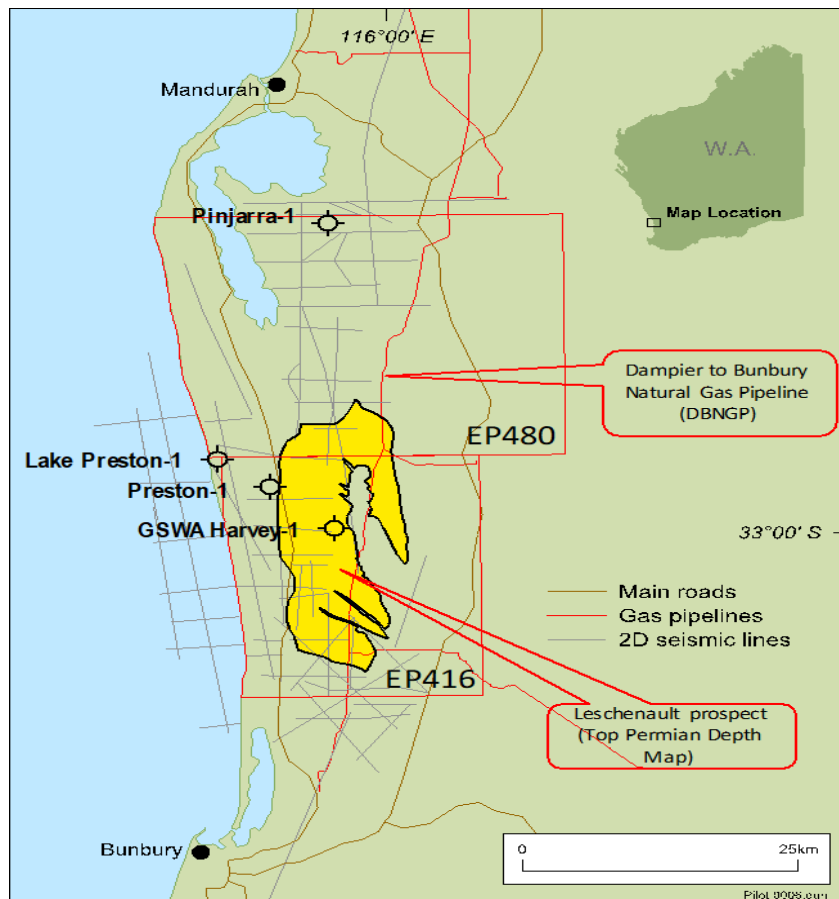 116°00' E
Mandurah
W.A.
Map Location
Pinjarra-1
Dampier to Bunbury
Natural Gas Pipeline
(DBNGP)
EP480
Lake Preston-1
Preston-1
GSWA Harvey-1
33°00' S
Main roads
Gas pipelines
2D seismic lines
EP416
Leschenault prospect
(Top Permian Depth
Map)
Bunbury
0
25km